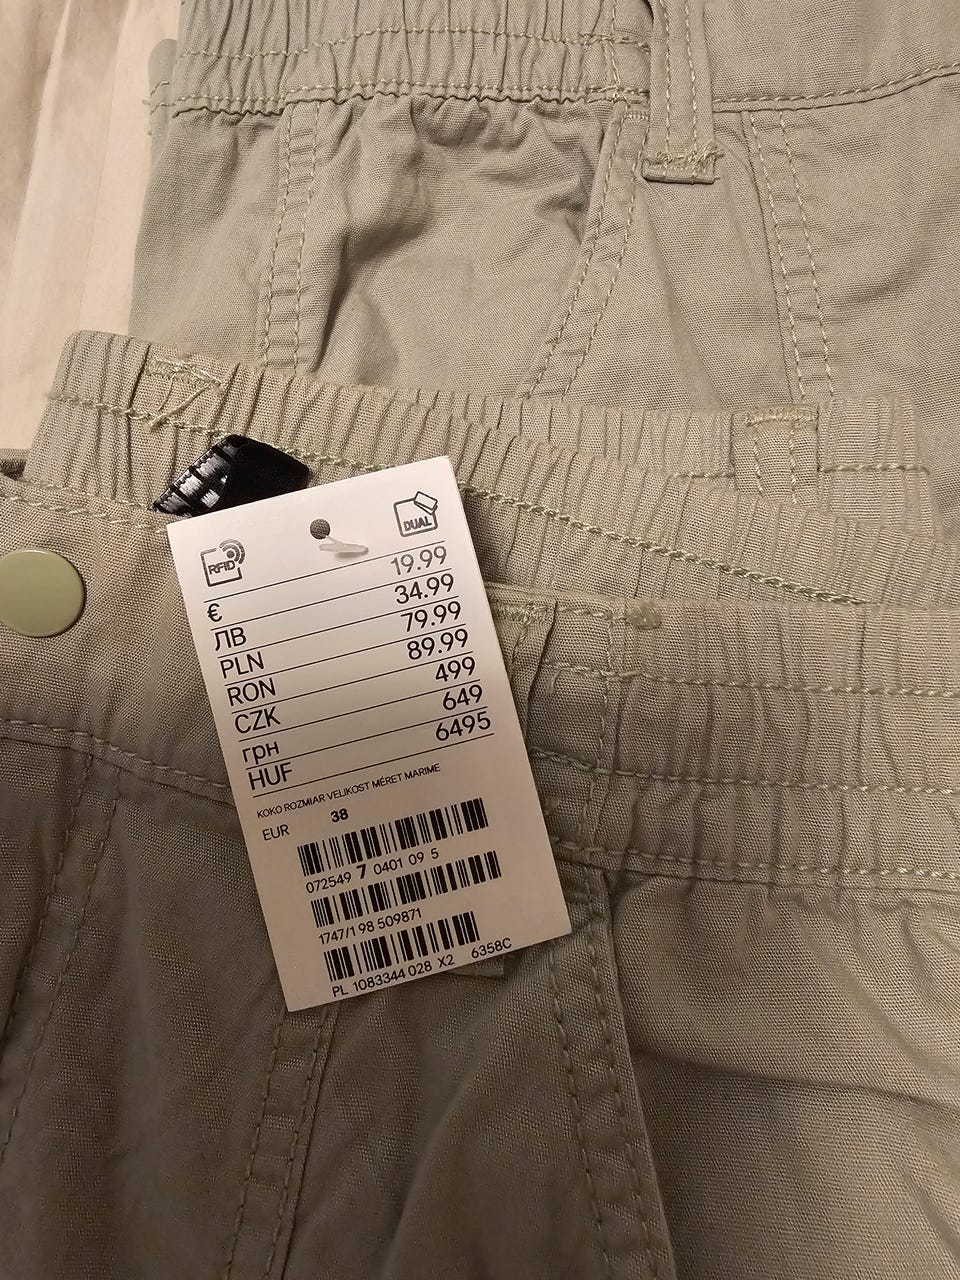 RFID DUAL
€ 19.99
ЛВ 34.99
PLN 79.99
RON 89.99
CZK 499
грн 649
HUF 6495
KOKO ROZMIAR VELIKOST MÉRET MARIME
EUR 38
072549 7 0401 09 5
1747/1 98 509871
PL 1083344 028 X2 6358C